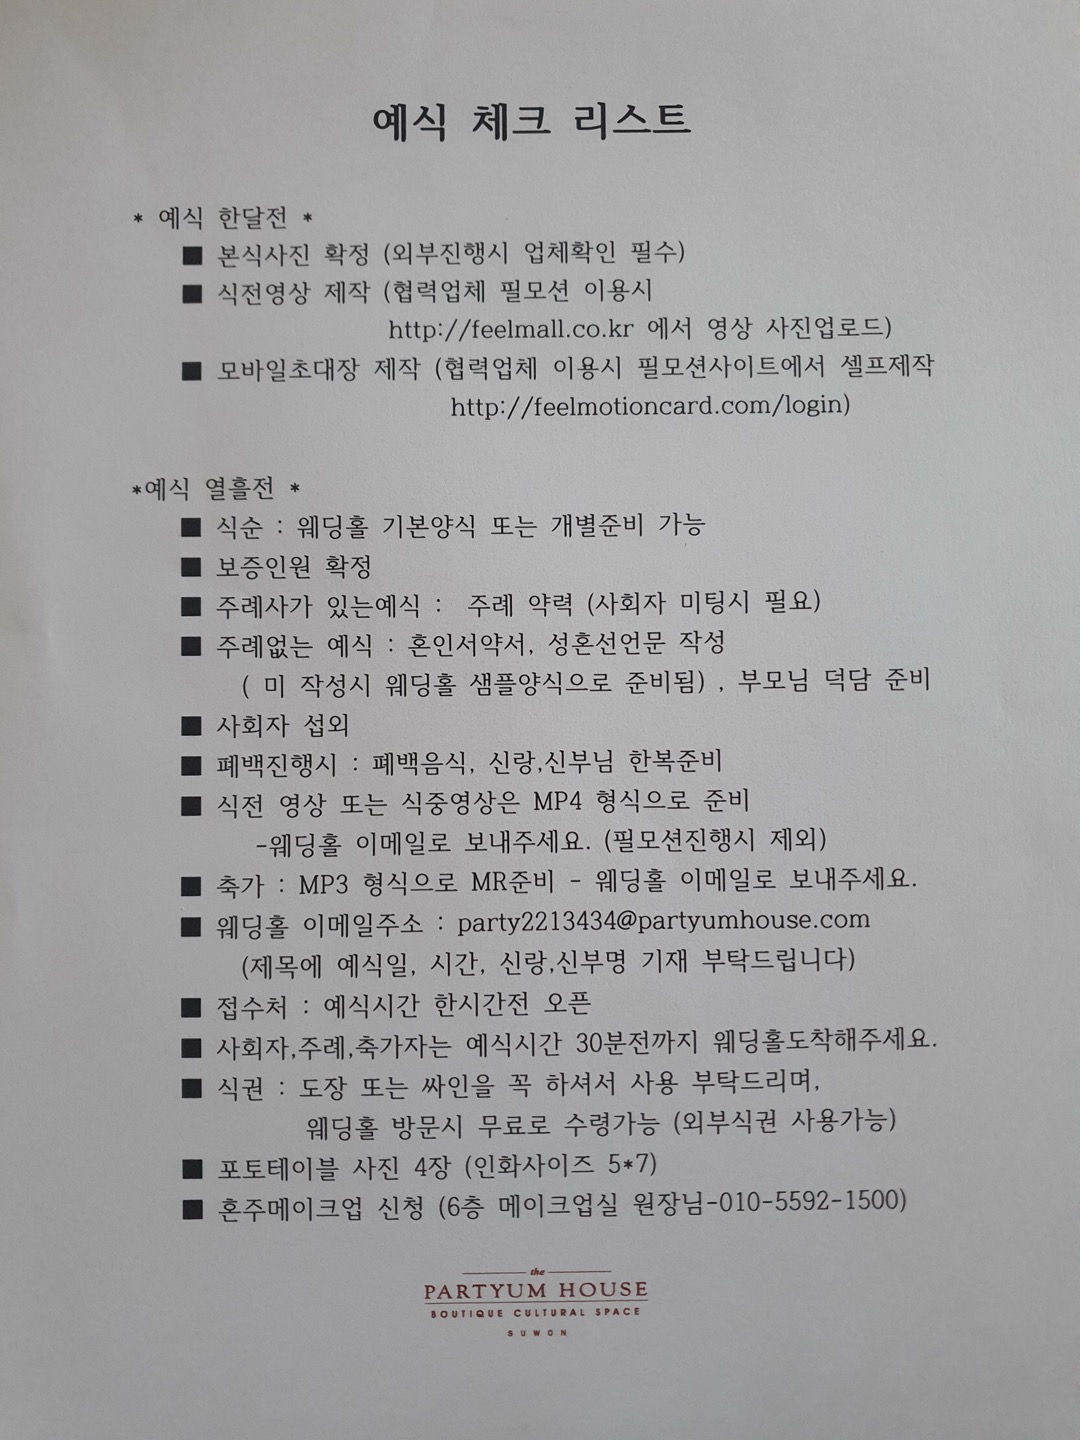 예식 체크 리스트
* 예식 한달전 *
■ 본식사진 확정 (외부진행시 업체확인 필수)
■ 식전영상 제작 (협력업체 필모션 이용시
http://feelmall.co.kr 에서 영상 사진업로드)
■ 모바일초대장 제작 (협력업체 이용시 필모션사이트에서 셀프제작
http://feelmotioncard.com/login)
*예식 열흘전 *
■ 식순 : 웨딩홀 기본양식 또는 개별준비 가능
■ 보증인원 확정
■ 주례사가 있는예식 : 주례 약력 (사회자 미팅시 필요)
■ 주례없는 예식 : 혼인서약서, 성혼선언문 작성
( 미 작성시 웨딩홀 샘플양식으로 준비됨) , 부모님 덕담 준비
■ 사회자 섭외
■ 폐백진행시 : 폐백음식, 신랑,신부님 한복준비
■ 식전 영상 또는 식중영상은 MP4 형식으로 준비
-웨딩홀 이메일로 보내주세요. (필모션진행시 제외)
■ 축가 : MP3 형식으로 MR준비 - 웨딩홀 이메일로 보내주세요.
■ 웨딩홀 이메일주소 : party2213434@partyumhouse.com
(제목에 예식일, 시간, 신랑,신부명 기재 부탁드립니다)
■ 접수처 : 예식시간 한시간전 오픈
■ 사회자,주례,축가자는 예식시간 30분전까지 웨딩홀도착해주세요.
■ 식권 : 도장 또는 싸인을 꼭 하셔서 사용 부탁드리며,
웨딩홀 방문시 무료로 수령가능 (외부식권 사용가능)
■ 포토테이블 사진 4장 (인화사이즈 5*7)
■ 혼주메이크업 신청 (6층 메이크업실 원장님-010-5592-1500)
the
PARTYUM HOUSE
BOUTIQUE CULTURAL SPACE
SUWON